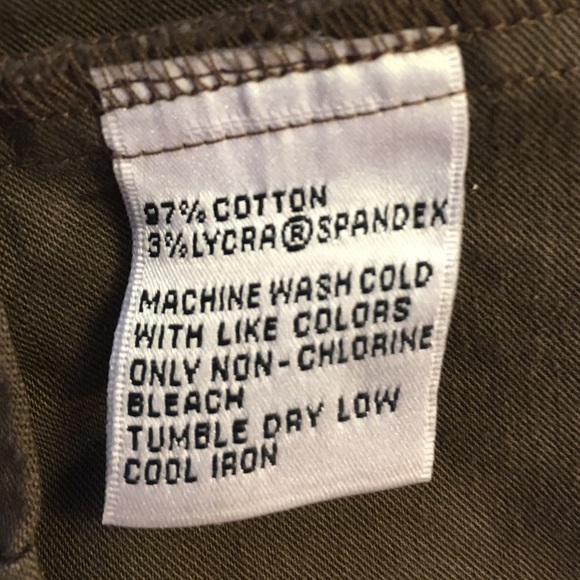 97% COTTON
3% LYCRA® SPANDEX
MACHINE WASH COLD
WITH LIKE COLORS
ONLY NON-CHLORINE
BLEACH
TUMBLE DRY LOW
COOL IRON